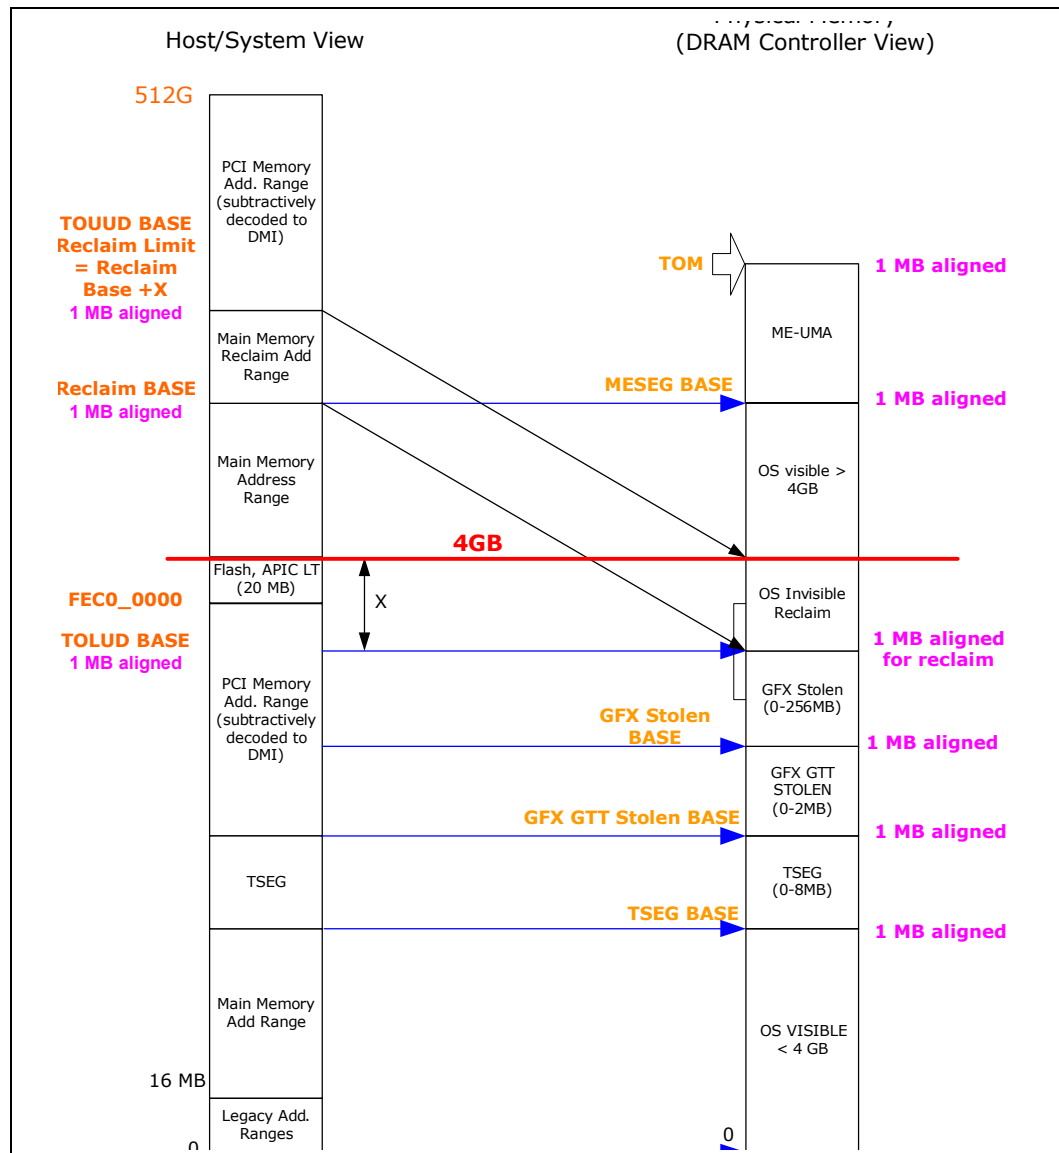 Physical Memory
Host/System View
(DRAM Controller View)
512G
PCI Memory
Add. Range
(subtractively
decoded to
DMI)
TOUUD BASE
Reclaim Limit
= Reclaim
Base +X
1 MB aligned
TOM
1 MB aligned
ME-UMA
Main Memory
Reclaim Add
Range
Reclaim BASE
1 MB aligned
MESEG BASE
1 MB aligned
Main Memory
Address
Range
OS visible >
4GB
4GB
Flash, APIC LT
(20 MB)
X
FEC0_0000
OS Invisible
Reclaim
TOLUD BASE
1 MB aligned
1 MB aligned
for reclaim
PCI Memory
Add. Range
(subtractively
decoded to
DMI)
GFX Stolen
(0-256MB)
GFX Stolen
BASE
1 MB aligned
GFX GTT
STOLEN
(0-2MB)
GFX GTT Stolen BASE
1 MB aligned
TSEG
TSEG
(0-8MB)
TSEG BASE
1 MB aligned
Main Memory
Add Range
OS VISIBLE
< 4 GB
16 MB
Legacy Add.
Ranges
0
0